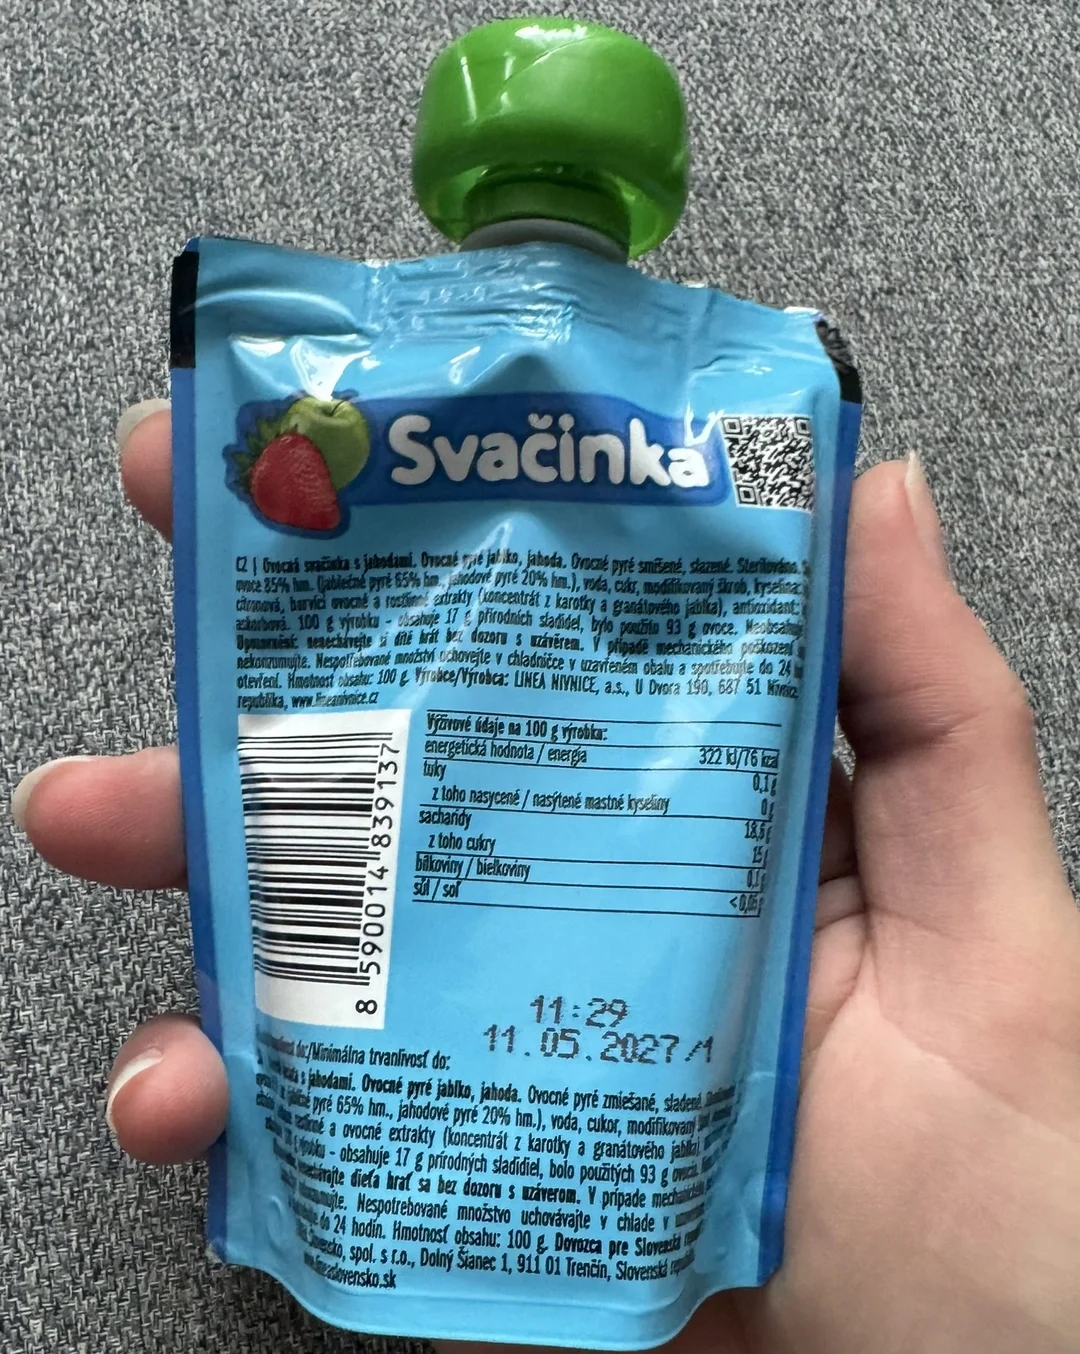 Svačinka
CZ | Ovocná svačinka s jahodami. Ovocné pyré jablko, jahoda. Ovocné pyré smíšené, slazené. Sterilováno.
ovoce 85% hm. (jablečné pyré 65% hm., jahodové pyré 20% hm.), voda, cukr, modifikovaný škrob, kyselina:
citronová, barvicí ovocné a rostlinné extrakty (koncentrát z karotky a granátového jablka), antioxidant:
askorbová. 100 g výrobku - obsahuje 17 g přírodních sladidel, bylo použito 93 g ovoce. Neobsahuje
Upozornění: nenechávejte si dítě hrát bez dozoru s uzávěrem. V případě mechanického poškození
nekonzumujte. Nespotřebované množství uchovejte v chladničce v uzavřeném obalu a spotřebujte do 24
otevření. Hmotnost obsahu: 100 g. Výrobce/Výrobca: LINEA NIVNICE, a.s., U Dvora 190, 687 51 Nivnice
republika, www.lineanivnice.cz
Výživové údaje na 100 g výrobku:
energetická hodnota / energia 322 kJ/76 kcal
tuky 0,1 g
z toho nasycené / nasýtené mastné kyseliny 0 g
sacharidy 18,6 g
z toho cukry 15
bílkoviny / bielkoviny 0,1
sůl / soľ
8 590014 839137
11:29
11.05.2027 /1
do:/Minimálna trvanlivosť do:
s jahodami. Ovocné pyré jablko, jahoda. Ovocné pyré zmiešané, sladené.
pyré 65% hm., jahodové pyré 20% hm.), voda, cukor, modifikovaný
a ovocné extrakty (koncentrát z karotky a granátového jablka)
- obsahuje 17 g prírodných sladidiel, bolo použitých 93 g ovocia.
dieťa hrať sa bez dozoru s uzáverom. V prípade
Nespotrebované množstvo uchovávajte v chlade v
do 24 hodín. Hmotnosť obsahu: 100 g. Dovozca pre Slovenskú
spol. s r.o., Dolný Šianec 1, 911 01 Trenčín, Slovenská